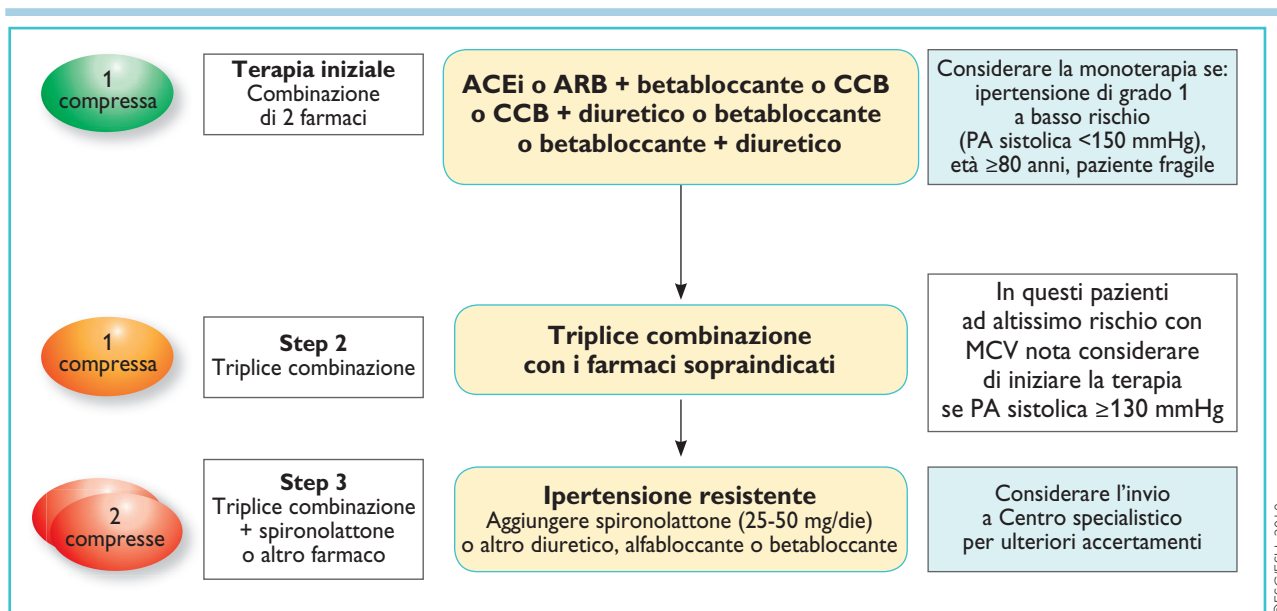 1
compressa
Terapia iniziale
Combinazione
di 2 farmaci
ACEi o ARB + betabloccante o CCB
o CCB + diuretico o betabloccante
o betabloccante + diuretico
Considerare la monoterapia se:
ipertensione di grado 1
a basso rischio
(PA sistolica <150 mmHg),
età ≥80 anni, paziente fragile
1
compressa
Step 2
Triplice combinazione
Triplice combinazione
con i farmaci sopraindicati
In questi pazienti
ad altissimo rischio con
MCV nota considerare
di iniziare la terapia
se PA sistolica ≥130 mmHg
2
compresse
Step 3
Triplice combinazione
+ spironolattone
o altro farmaco
Ipertensione resistente
Aggiungere spironolattone (25-50 mg/die)
o altro diuretico, alfabloccante o betabloccante
Considerare l'invio
a Centro specialistico
per ulteriori accertamenti